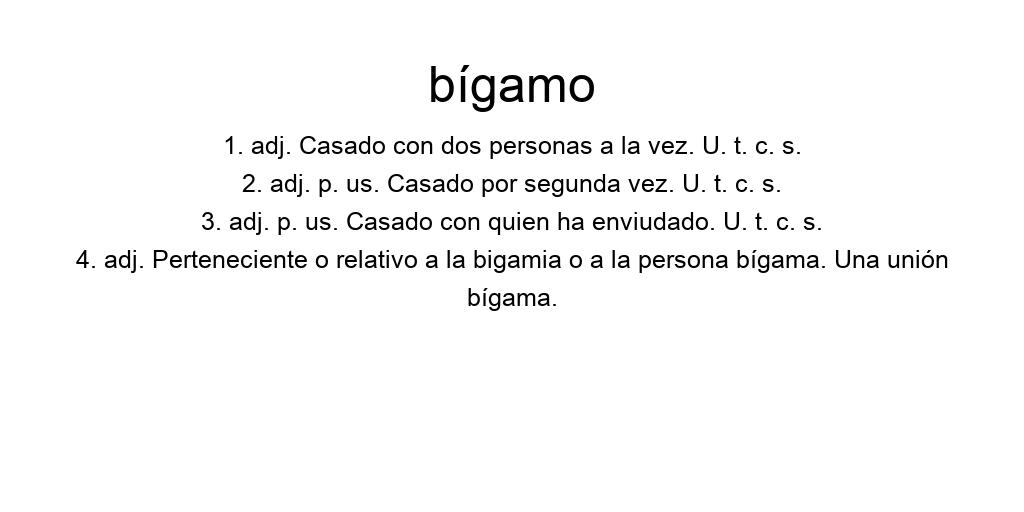 bígamo
1. adj. Casado con dos personas a la vez. U. t. c. s.
2. adj. p. us. Casado por segunda vez. U. t. c. s.
3. adj. p. us. Casado con quien ha enviudado. U. t. c. s.
4. adj. Perteneciente o relativo a la bigamia o a la persona bígama. Una unión
bígama.